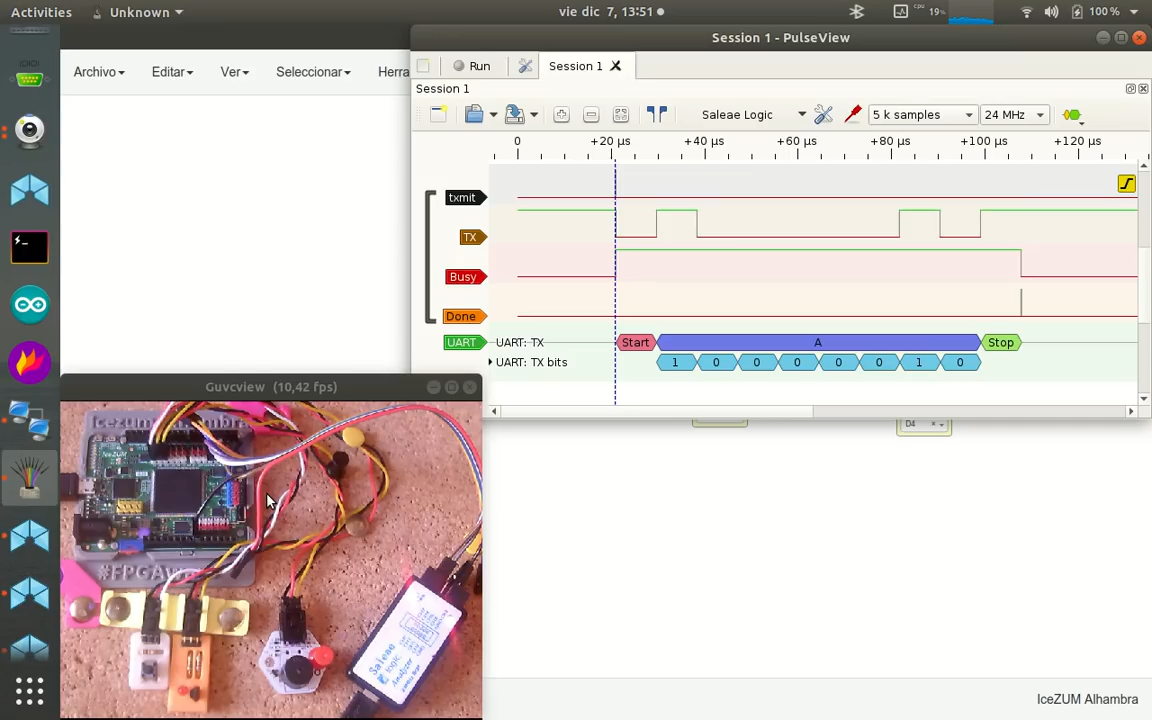 Activities
Unknown
vie dic 7, 13:51
cpu
19%
100 %
Archivo
Editar
Ver
Seleccionar
Herra
Session 1 - PulseView
Run
Session 1
Session 1
Saleae Logic
5 k samples
24 MHz
0
+20 µs
+40 µs
+60 µs
+80 µs
+100 µs
+120 µs
txmit
TX
Busy
Done
UART
UART: TX
Start
A
Stop
UART: TX bits
1 0 0 0 0 0 1 0
D4
Guvcview (10,42 fps)
Icezum
#FPGAw
Saleae
logic
Analyzer
IceZUM Alhambra